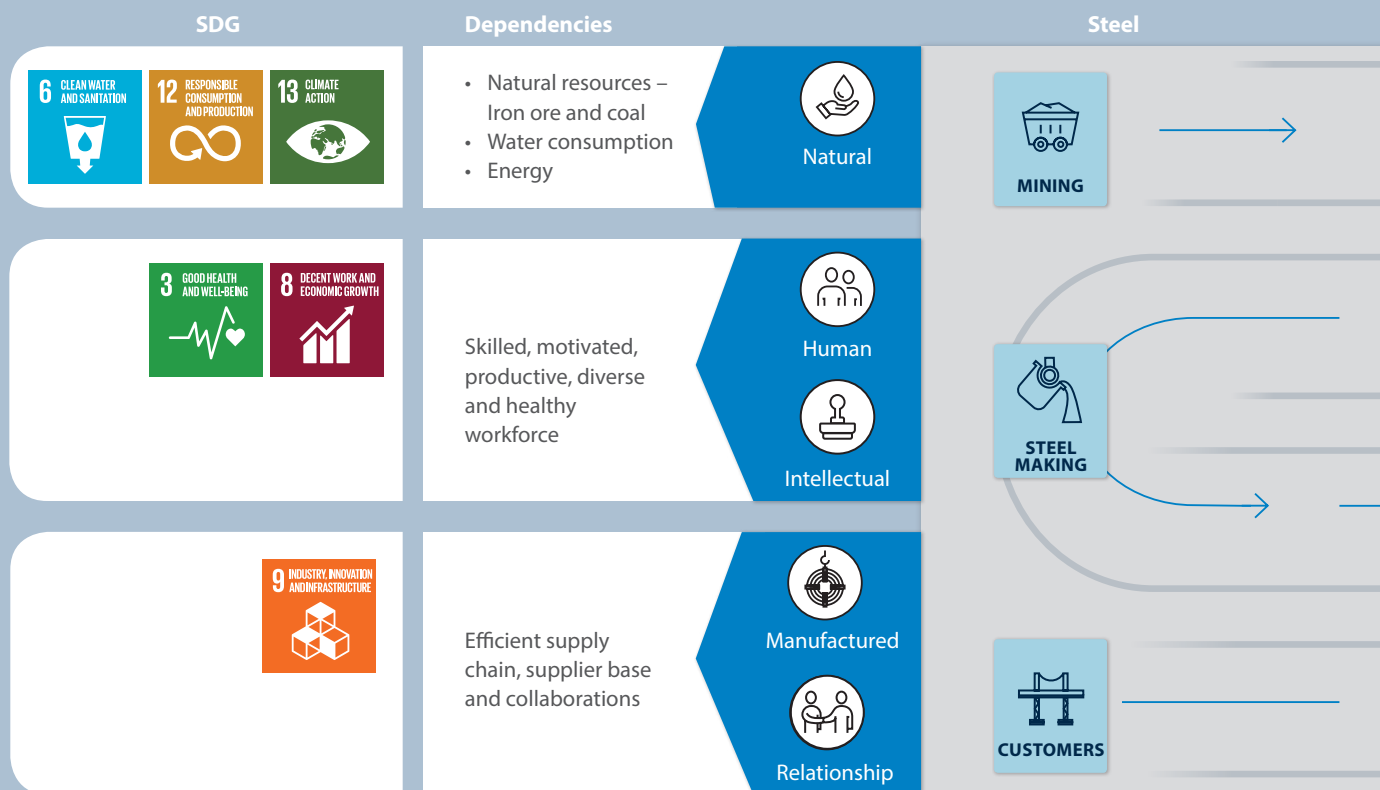 SDG
Dependencies
Steel
6 CLEAN WATER
AND SANITATION
12 RESPONSIBLE
CONSUMPTION
AND PRODUCTION
13 CLIMATE
ACTION
• Natural resources –
Iron ore and coal
• Water consumption
• Energy
Natural
MINING
3 GOOD HEALTH
AND WELL-BEING
8 DECENT WORK AND
ECONOMIC GROWTH
Skilled, motivated,
productive, diverse
and healthy
workforce
Human
Intellectual
STEEL
MAKING
9 INDUSTRY, INNOVATION
AND INFRASTRUCTURE
Efficient supply
chain, supplier base
and collaborations
Manufactured
Relationship
CUSTOMERS